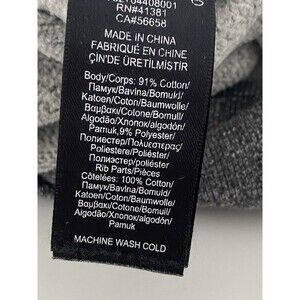 RN#41381
CA#56658
MADE IN CHINA
FABRIQUÉ EN CHINE
ÇİN'DE ÜRETİLMİŞTİR
Body/Corps: 91% Cotton/
Памук/Bavlna/Bomuld/
Katoen/Coton/Baumwolle/
Βαμβακι/Cotone/Bomull/
Algodão/Хлопок/algodón/
Pamuk,9% Polyester/
Полиестер/Πολυεστερας/
Poliestere/Poliéster/
Полиэстер/poliéster
Rib Parts/Pièces
Côtelées: 100% Cotton/
Памук/Bavlna/Bomuld/
Katoen/Coton/Baumwolle/
Βαμβακι/Cotone/Bomull/
Algodão/Хлопок/algodón/
Pamuk
MACHINE WASH COLD